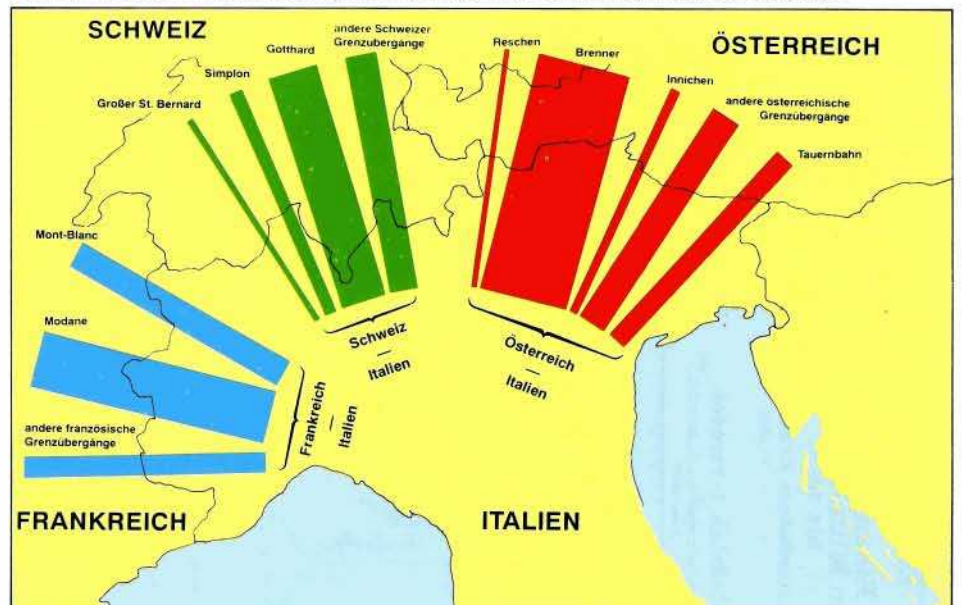 SCHWEIZ
andere Schweizer
Grenzübergänge
Gotthard
Simplon
Großer St. Bernard
Reschen
Brenner
ÖSTERREICH
Innichen
andere österreichische
Grenzübergänge
Tauernbahn
Mont-Blanc
Modane
andere französische
Grenzübergänge
Schweiz
—
Italien
Österreich
—
Italien
Frankreich
—
Italien
FRANKREICH
ITALIEN